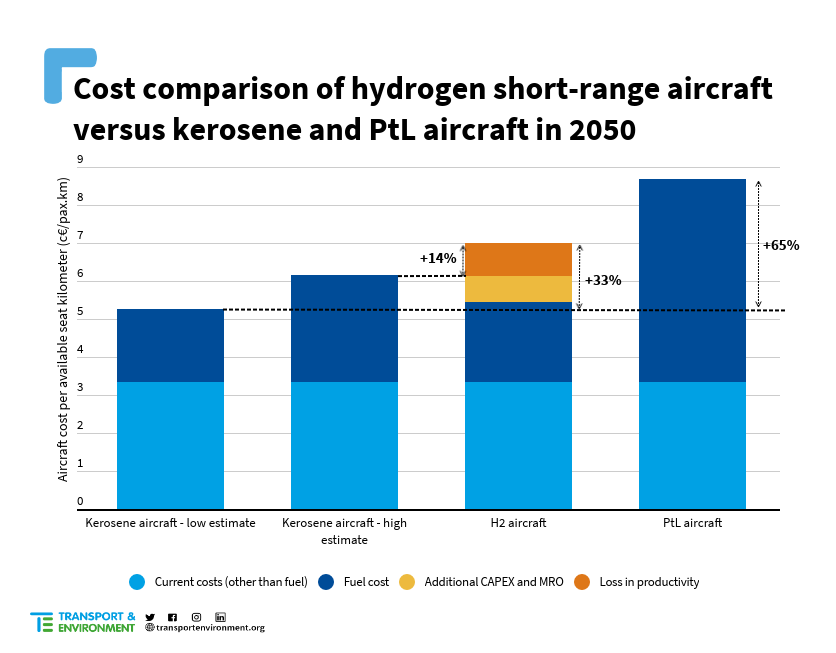 Cost comparison of hydrogen short-range aircraft
versus kerosene and PtL aircraft in 2050
Aircraft cost per available seat kilometer (c€/pax.km)
9
8
7
6
5
4
3
2
1
0
+14%
+33%
+65%
Kerosene aircraft - low estimate
Kerosene aircraft - high
estimate
H2 aircraft
PtL aircraft
Current costs (other than fuel)
Fuel cost
Additional CAPEX and MRO
Loss in productivity
TE
TRANSPORT &
ENVIRONMENT
transportenvironment.org